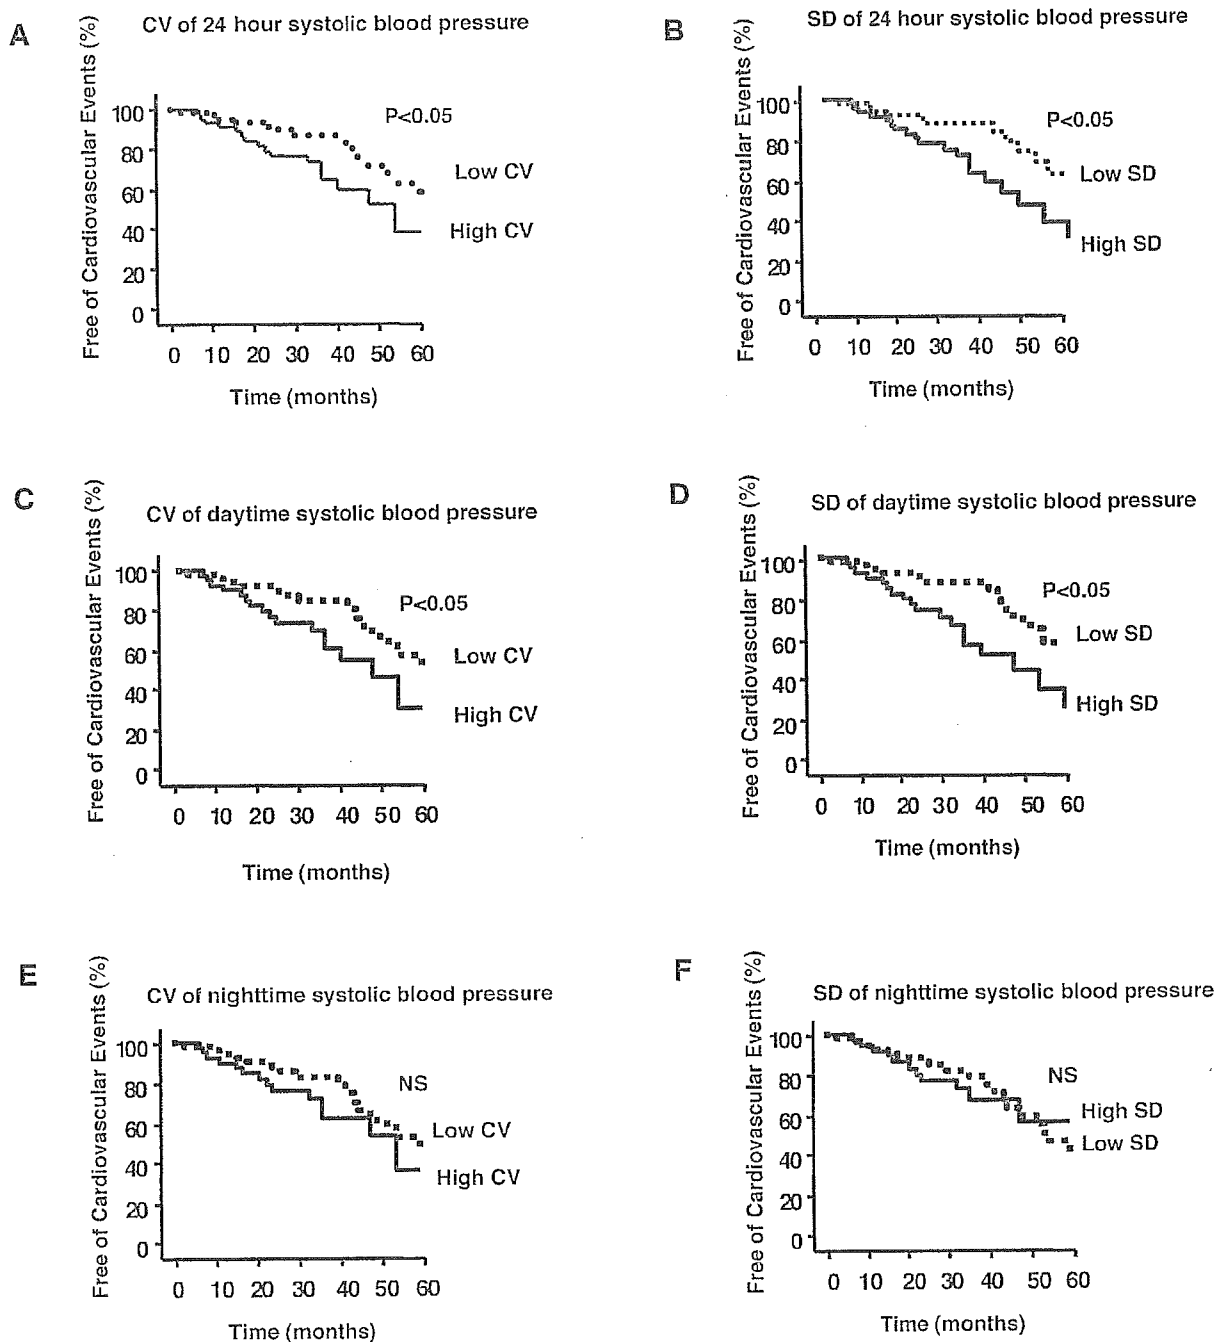 A
CV of 24 hour systolic blood pressure
Free of Cardiovascular Events (%)
100
80
60
40
20
0
P<0.05
Low CV
High CV
0 10 20 30 40 50 60
Time (months)
B
SD of 24 hour systolic blood pressure
Free of Cardiovascular Events (%)
100
80
60
40
20
0
P<0.05
Low SD
High SD
0 10 20 30 40 50 60
Time (months)
C
CV of daytime systolic blood pressure
Free of Cardiovascular Events (%)
100
80
60
40
20
0
P<0.05
Low CV
High CV
0 10 20 30 40 50 60
Time (months)
D
SD of daytime systolic blood pressure
Free of Cardiovascular Events (%)
100
80
60
40
20
0
P<0.05
Low SD
High SD
0 10 20 30 40 50 60
Time (months)
E
CV of nighttime systolic blood pressure
Free of Cardiovascular Events (%)
100
80
60
40
20
0
NS
Low CV
High CV
0 10 20 30 40 50 60
Time (months)
F
SD of nighttime systolic blood pressure
Free of Cardiovascular Events (%)
100
80
60
40
20
0
NS
High SD
Low SD
0 10 20 30 40 50 60
Time (months)